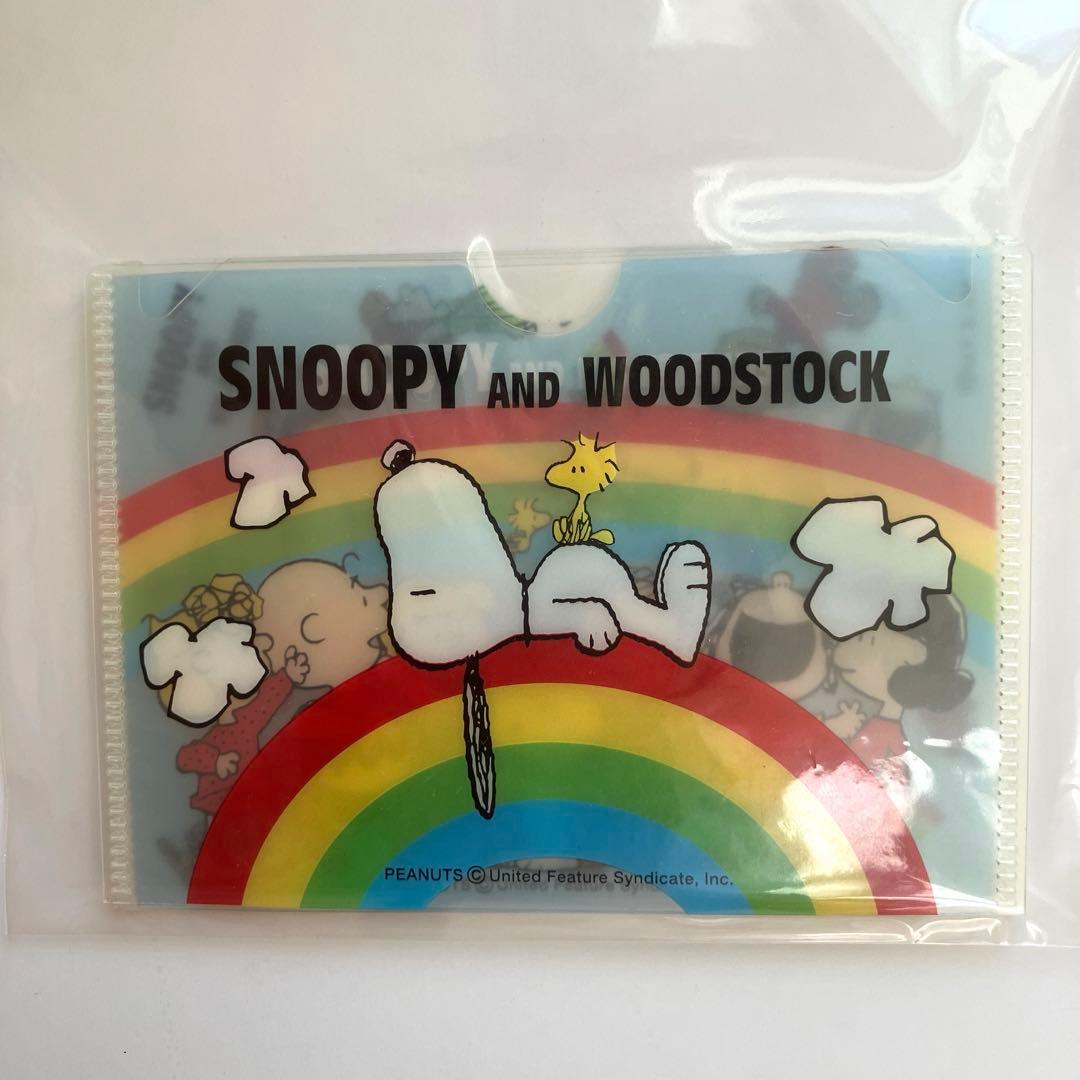 SNOOPY AND WOODSTOCK
PEANUTS © United Feature Syndicate, Inc.